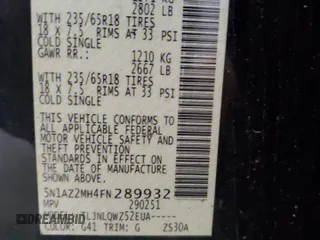 2802 LB
WITH 235/65R18 TIRES
18 X 7.5 RIMS AT 33 PSI
COLD SINGLE
GAWR RR.: 1210 KG
2667 LB
WITH 235/65R18 TIRES
18 X 7.5 RIMS AT 33 PSI
COLD SINGLE
THIS VEHICLE CONFORMS TO ALL
APPLICABLE FEDERAL MOTOR
VEHICLE SAFETY, BUMPER, AND
THEFT PREVENTION STANDARDS
IN EFFECT ON THE DATE OF
MANUFACTURE SHOWN ABOVE.
5N1AZ2MH4FN289932
MPV 290251
LJNLQWZ52EUA-----
COLOR: G41 TRIM: G 2S30A